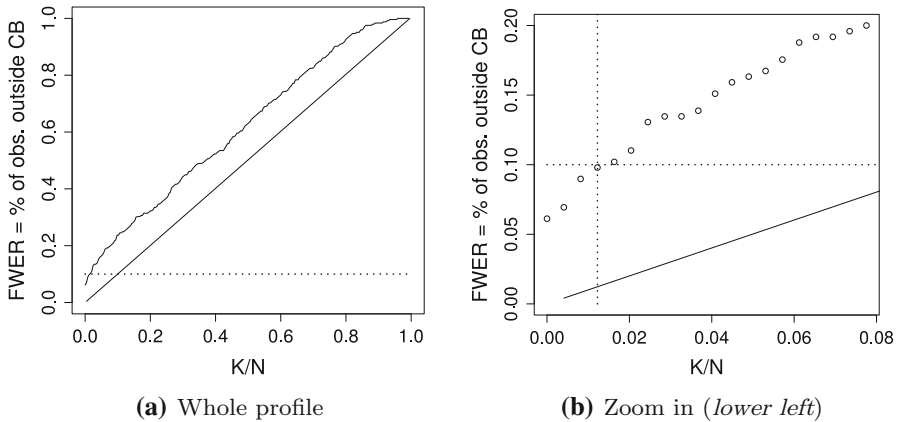 FWER = % of obs. outside CB
1.0
0.8
0.6
0.4
0.2
0.0
0.0 0.2 0.4 0.6 0.8 1.0
K/N
(a) Whole profile
FWER = % of obs. outside CB
0.20
0.15
0.10
0.05
0.00
0.00 0.02 0.04 0.06 0.08
K/N
(b) Zoom in (lower left)